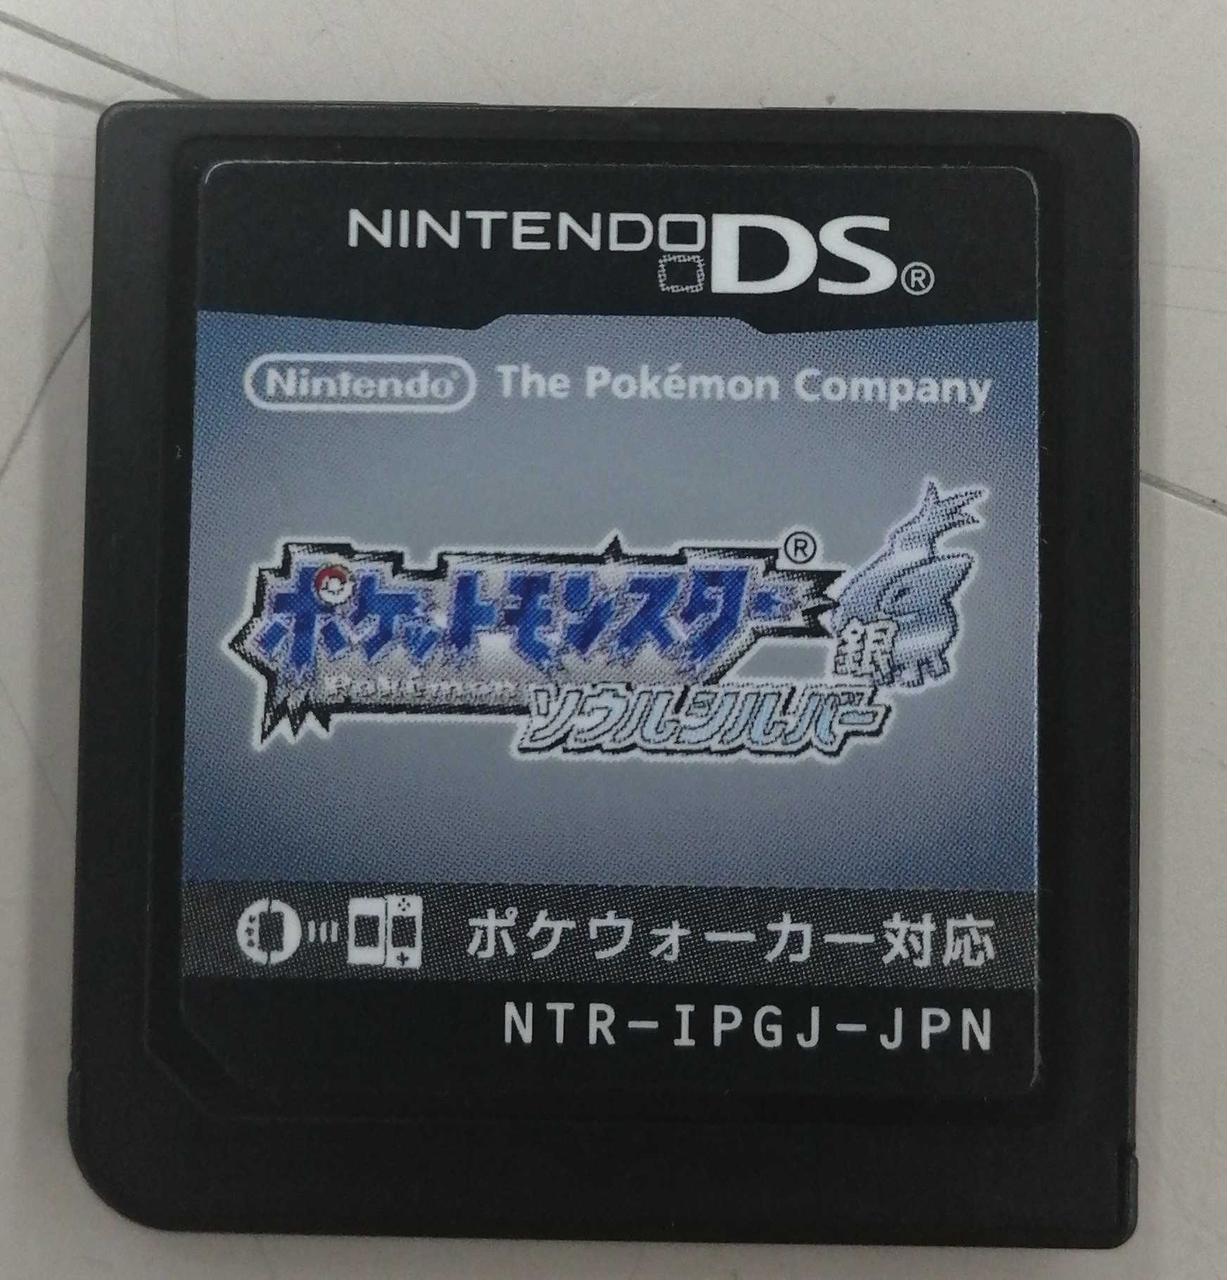 NINTENDO DS®
Nintendo® The Pokémon Company
ポケットモンスター®
Pokémon
銀
ソウルシルバー
ポケウォーカー対応
NTR-IPGJ-JPN